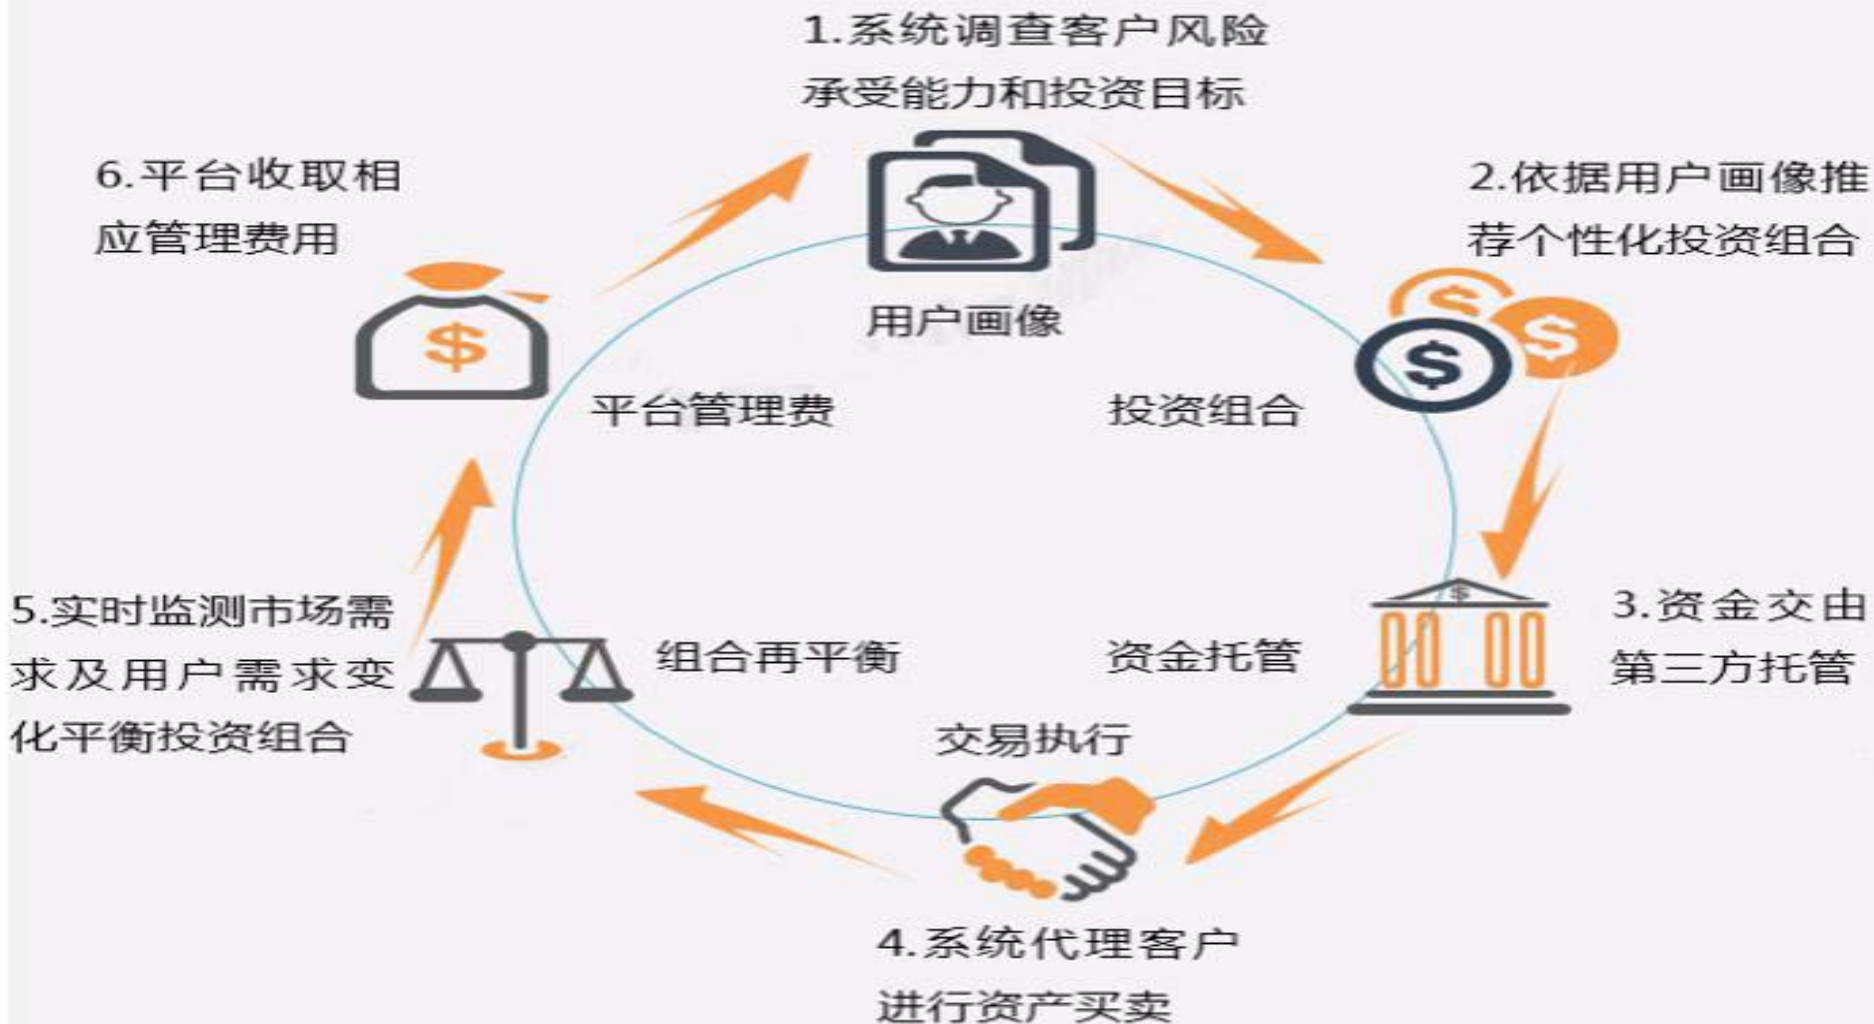 1.系统调查客户风险
承受能力和投资目标
用户画像
2.依据用户画像推
荐个性化投资组合
投资组合
3.资金交由
第三方托管
资金托管
交易执行
4.系统代理客户
进行资产买卖
5.实时监测市场需
求及用户需求变
化平衡投资组合
组合再平衡
6.平台收取相
应管理费用
平台管理费
$
$
$
$
$